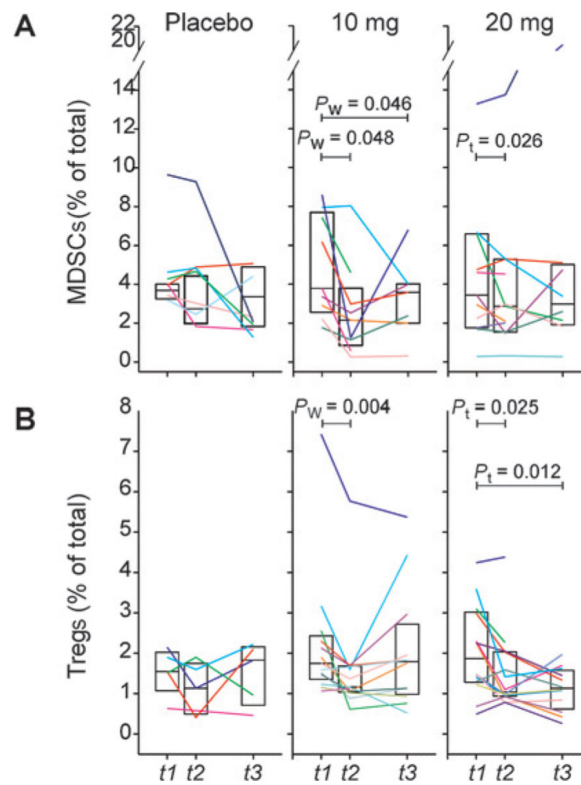 A
Placebo
10 mg
20 mg
MDSCs (% of total)
22
20
14
12
10
8
6
4
2
0
PW = 0.046
PW = 0.048
Pt = 0.026
B
Tregs (% of total)
8
7
6
5
4
3
2
1
0
PW = 0.004
Pt = 0.025
Pt = 0.012
t1 t2 t3 t1 t2 t3 t1 t2 t3